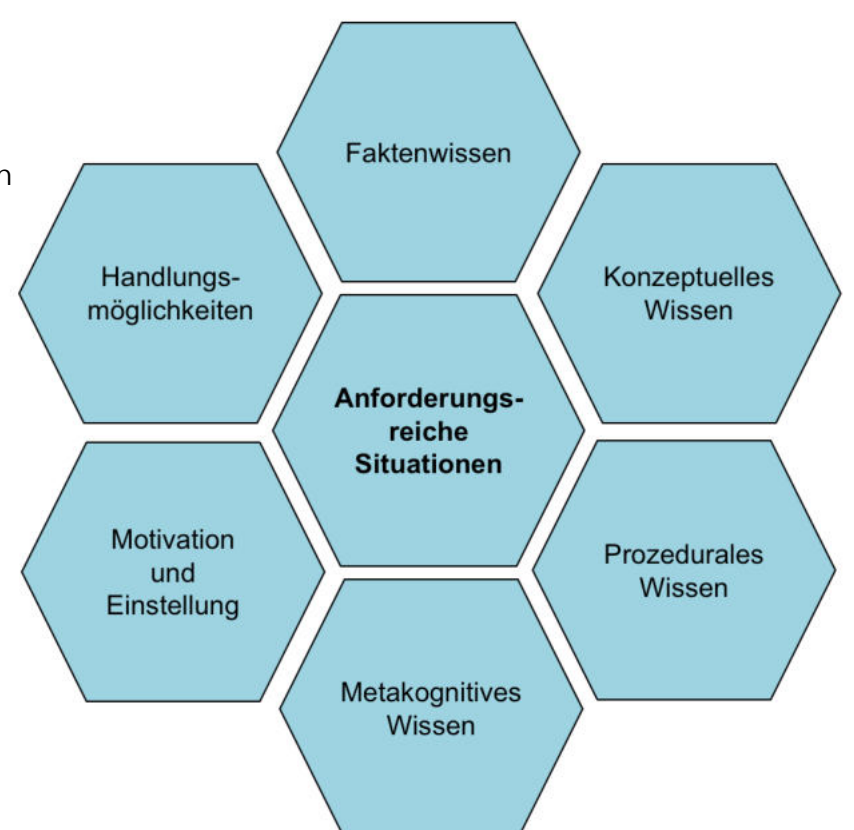 Faktenwissen
n
Handlungs-
möglichkeiten
Konzeptuelles
Wissen
Anforderungs-
reiche
Situationen
Motivation
und
Einstellung
Prozedurales
Wissen
Metakognitives
Wissen